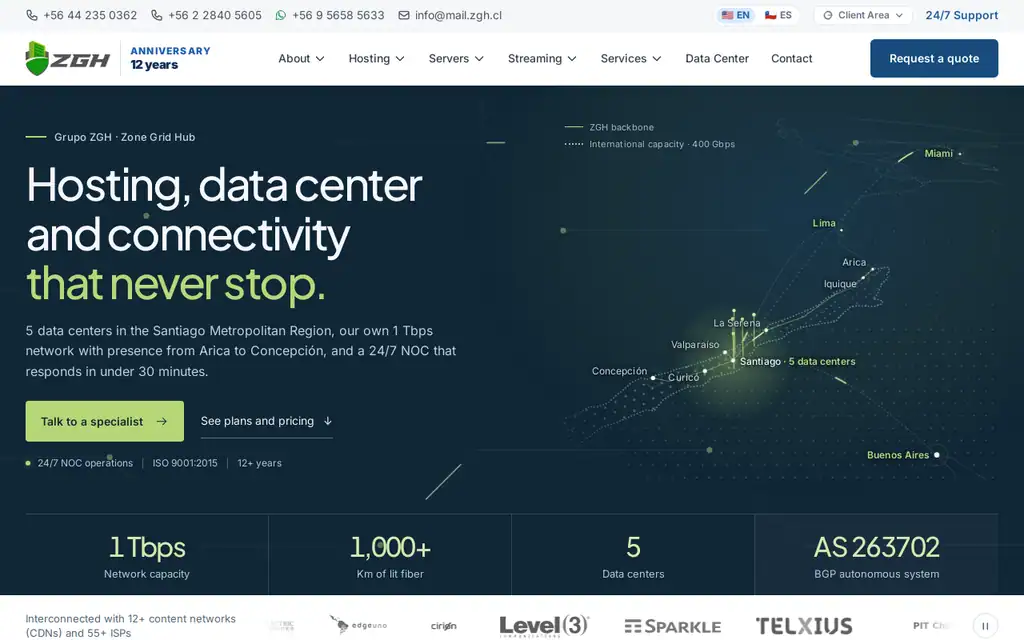 +56 44 235 0362 +56 2 2840 5605 +56 9 5658 5633 info@mail.zgh.cl EN ES Client Area 24/7 Support
ZGH ANNIVERSARY
12 years
About Hosting Servers Streaming Services Data Center Contact Request a quote
Grupo ZGH · Zone Grid Hub
Hosting, data center
and connectivity
that never stop.
5 data centers in the Santiago Metropolitan Region, our own 1 Tbps
network with presence from Arica to Concepción, and a 24/7 NOC that
responds in under 30 minutes.
Talk to a specialist → See plans and pricing ↓
24/7 NOC operations | ISO 9001:2015 | 12+ years
ZGH backbone
International capacity · 400 Gbps
Miami
Lima
Arica
Iquique
La Serena
Valparaíso
Santiago · 5 data centers
Concepción
Curicó
Buenos Aires
1 Tbps
Network capacity
1,000+
Km of lit fiber
5
Data centers
AS 263702
BGP autonomous system
Interconnected with 12+ content networks
(CDNs) and 55+ ISPs
edgeuno
cirion
Level(3)
SPARKLE
TELXIUS
PIT